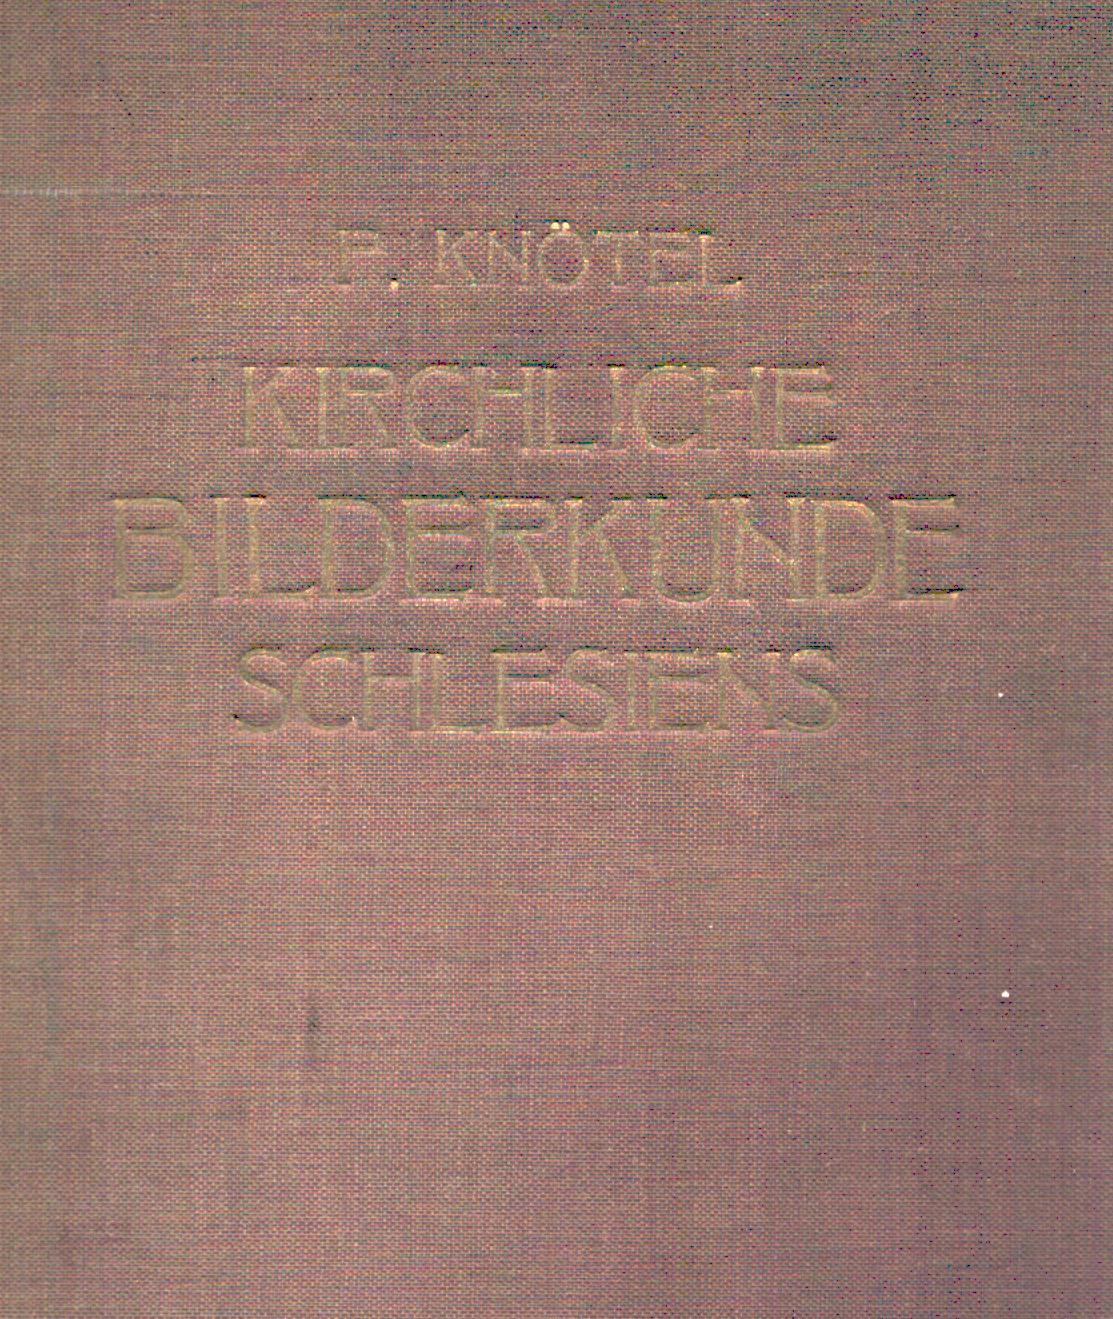 P. KNÖTEL
KIRCHLICHE
BILDERKUNDE
SCHLESIENS